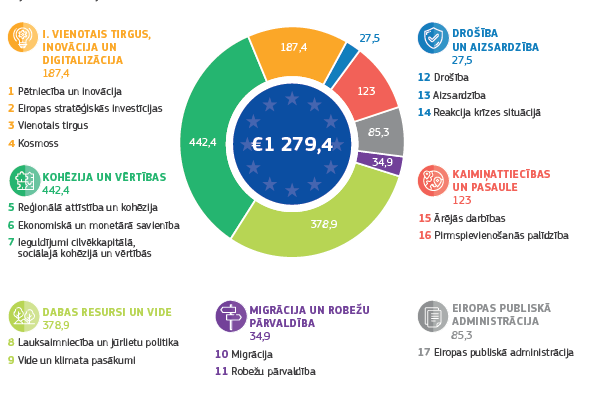 I. VIENOTAIS TIRGUS,
INOVĀCIJA UN
DIGITALIZĀCIJA
187,4
1 Pētniecība un inovācija
2 Eiropas stratēģiskās investīcijas
3 Vienotais tirgus
4 Kosmoss
KOHĒZIJA UN VĒRTĪBAS
442,4
5 Reģionālā attīstība un kohēzija
6 Ekonomiskā un monetārā savienība
7 Ieguldījumi cilvēkkapitālā,
sociālajā kohēzijā un vērtībās
187,4
27,5
123
85,3
34,9
378,9
442,4
€1 279,4
DROŠĪBA
UN AIZSARDZĪBA
27,5
12 Drošība
13 Aizsardzība
14 Reakcija krīzes situācijā
KAIMIŅATTIECĪBAS
UN PASAULE
123
15 Ārējās darbības
16 Pirmspievienošanās palīdzība
DABAS RESURSI UN VIDE
378,9
8 Lauksaimniecība un jūrlietu politika
9 Vide un klimata pasākumi
MIGRĀCIJA UN ROBEŽU
PĀRVALDĪBA
34,9
10 Migrācija
11 Robežu pārvaldība
EIROPAS PUBLISKĀ
ADMINISTRĀCIJA
85,3
17 Eiropas publiskā administrācija